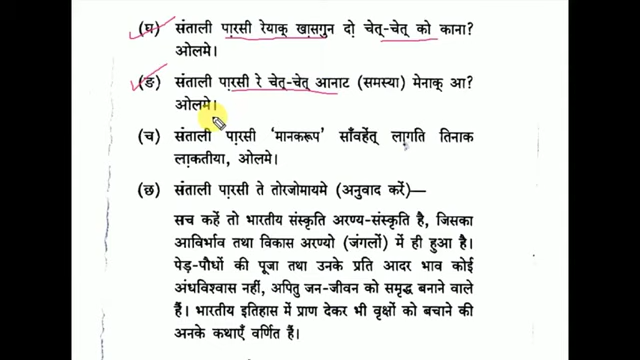 (घ) संताली पा़रसी रेयाक् खा़सगुन दो़ चेत्-चेत् को काना?
ओलमे।
(ङ) संताली पा़रसी रे चेत्-चेत् आनाट (समस्या) मेनाक् आ?
ओलमे।
(च) संताली पा़रसी ‘मानकरूप’ साँवहेंत् ला़गति तिनाक
ला़कतीया, ओलमे।
(छ) संताली पा़रसी ते तोरजोमायमे (अनुवाद करें)—
सच कहें तो भारतीय संस्कृति अरण्य-संस्कृति है, जिसका
आविर्भाव तथा विकास अरण्यो (जंगलों) में ही हुआ है।
पेड़-पौधों की पूजा तथा उनके प्रति आदर भाव कोई
अंधविश्वास नहीं, अपितु जन-जीवन को समृद्ध बनाने वाले
हैं। भारतीय इतिहास में प्राण देकर भी वृक्षों को बचाने की
अनके कथाएँ वर्णित हैं।